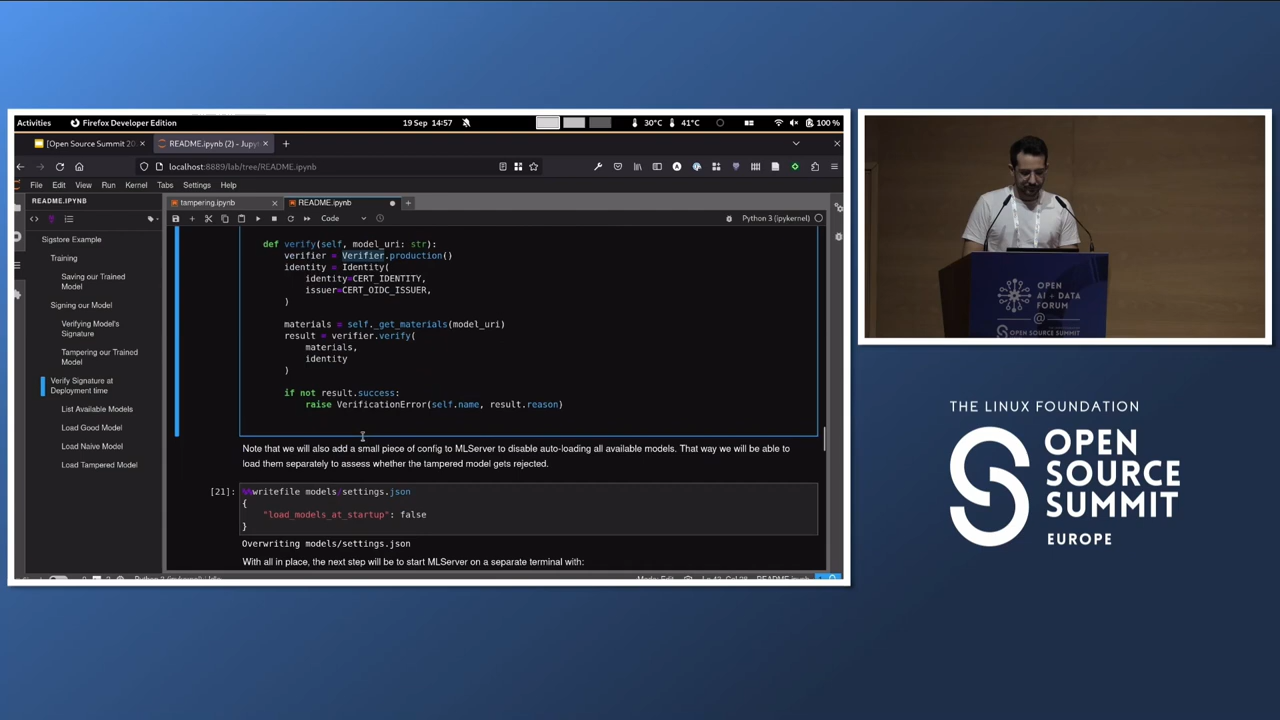 Activities
Firefox Developer Edition
19 Sep 14:57
30°C
41°C
100 %
[Open Source Summit 20
README.ipynb (2) - Jupyt
localhost:8889/lab/tree/README.ipynb
File Edit View Run Kernel Tabs Settings Help
README.IPYNB
tampering.ipynb
README.ipynb
Code
Python 3 (ipykernel)
Sigstore Example
Training
Saving our Trained
Model
Signing our Model
Verifying Model's
Signature
Tampering our Trained
Model
Verify Signature at
Deployment time
List Available Models
Load Good Model
Load Naive Model
Load Tampered Model
def verify(self, model_uri: str):
verifier = Verifier.production()
identity = Identity(
identity=CERT_IDENTITY,
issuer=CERT_OIDC_ISSUER,
)
materials = self._get_materials(model_uri)
result = verifier.verify(
materials,
identity
)
if not result.success:
raise VerificationError(self.name, result.reason)
Note that we will also add a small piece of config to MLServer to disable auto-loading all available models. That way we will be able to
load them separately to assess whether the tampered model gets rejected.
[21]:
%%writefile models/settings.json
{
"load_models_at_startup": false
}
Overwriting models/settings.json
With all in place, the next step will be to start MLServer on a separate terminal with:
OPEN
AI + DATA
FORUM
@
OPEN SOURCE SUMMIT
THE LINUX FOUNDATION
OPEN
SOURCE
SUMMIT
EUROPE